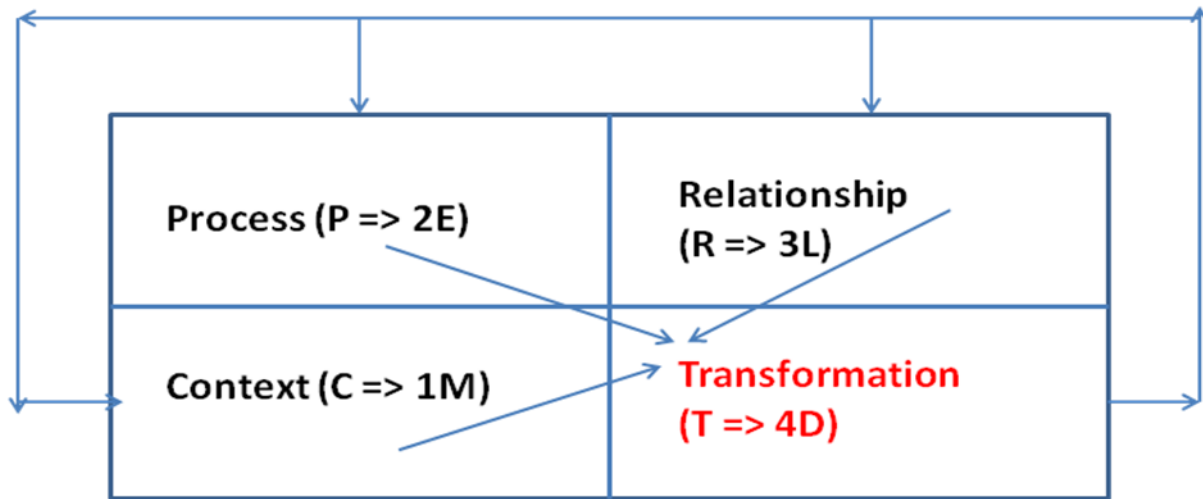 Process (P => 2E)
Relationship
(R => 3L)
Context (C => 1M)
Transformation
(T => 4D)